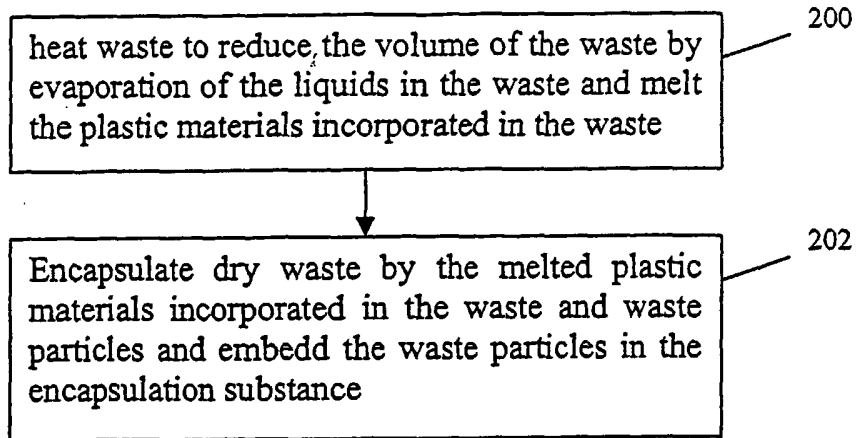 200
heat waste to reduce, the volume of the waste by
evaporation of the liquids in the waste and melt
the plastic materials incorporated in the waste
202
Encapsulate dry waste by the melted plastic
materials incorporated in the waste and waste
particles and embedd the waste particles in the
encapsulation substance